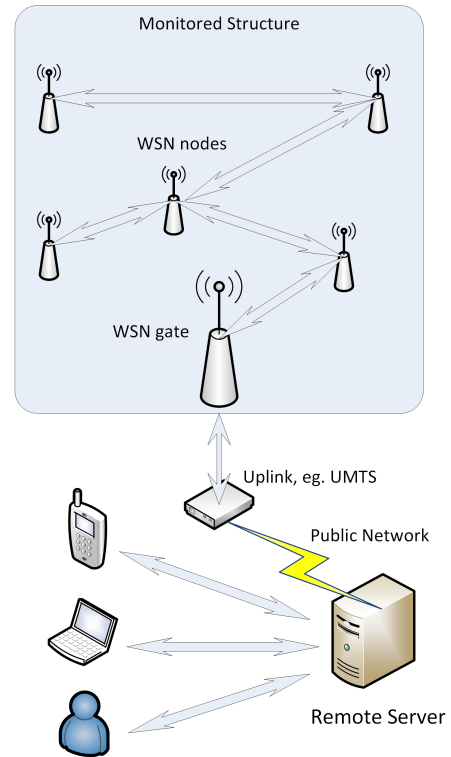 Monitored Structure
WSN nodes
WSN gate
Uplink, eg. UMTS
Public Network
Remote Server